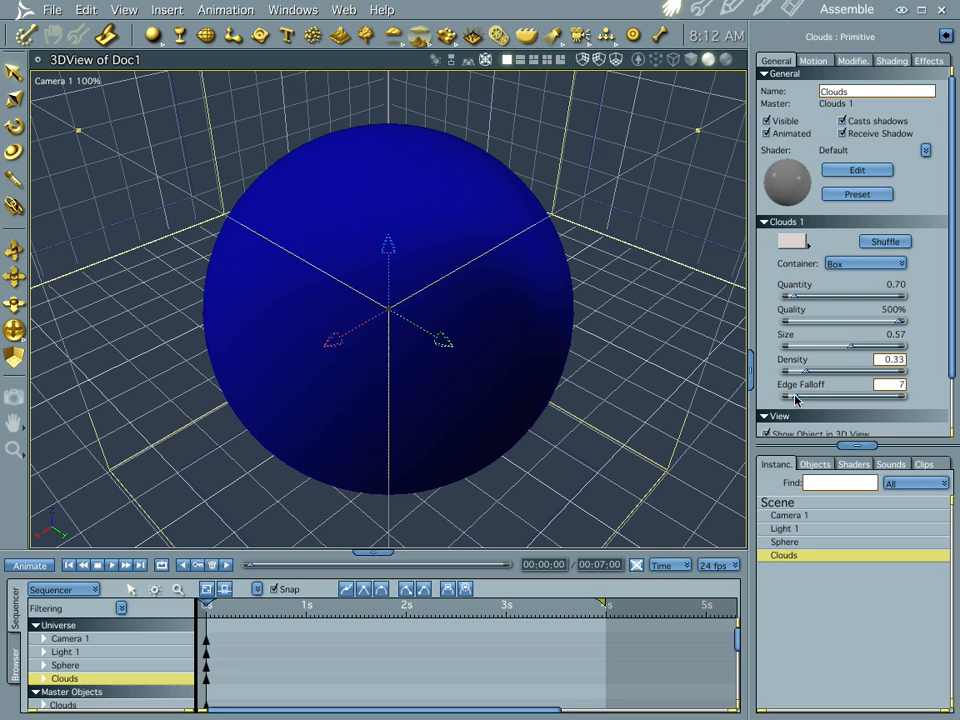 File Edit View Insert Animation Windows Web Help Assemble
8:12 AM
3DView of Doc1
Camera 1 100%
Clouds : Primitive
General Motion Modifie. Shading Effects
General
Name: Clouds
Master: Clouds 1
Visible Casts shadows
Animated Receive Shadow
Shader: Default
Edit
Preset
Clouds 1
Shuffle
Container: Box
Quantity 0.70
Quality 500%
Size 0.57
Density 0.33
Edge Falloff 7
View
Show Object in 3D View
Instanc. Objects Shaders Sounds Clips
Find: All
Scene
Camera 1
Light 1
Sphere
Clouds
Animate 00:00:00 / 00:07:00 Time 24 fps
Sequencer Snap
Filtering
1s 2s 3s 5s
Universe
Camera 1
Light 1
Sphere
Clouds
Master Objects
Clouds
Sequencer
Browser